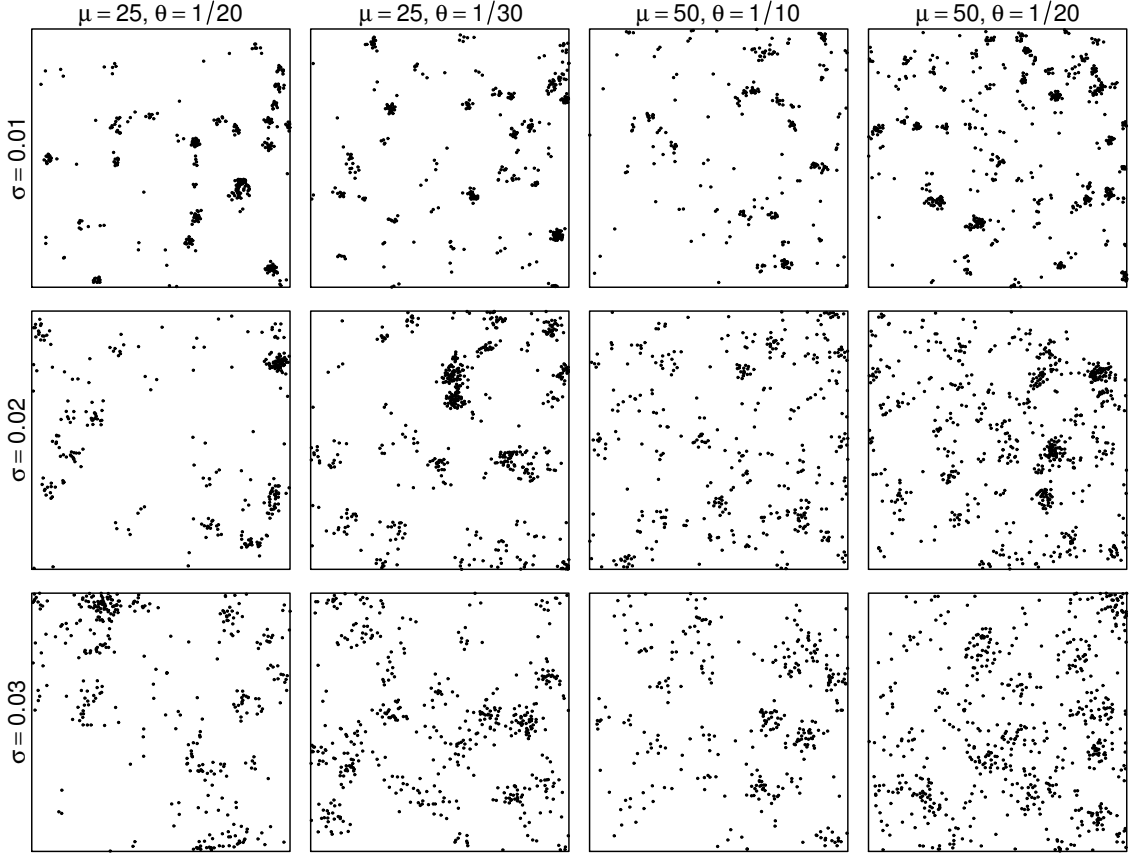 μ = 25, θ = 1/20
μ = 25, θ = 1/30
μ = 50, θ = 1/10
μ = 50, θ = 1/20
σ = 0.01
σ = 0.02
σ = 0.03